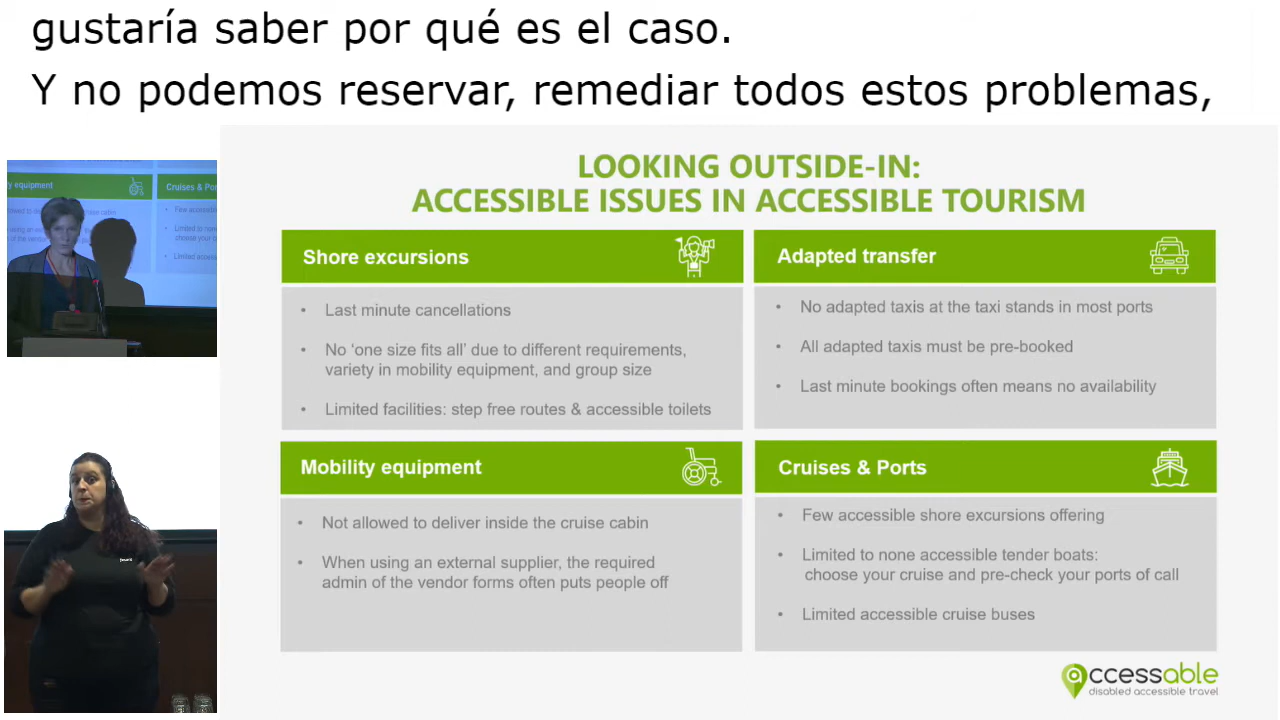 gustaría saber por qué es el caso.
Y no podemos reservar, remediar todos estos problemas,
LOOKING OUTSIDE-IN:
ACCESSIBLE ISSUES IN ACCESSIBLE TOURISM
Shore excursions
• Last minute cancellations
• No ‘one size fits all’ due to different requirements,
variety in mobility equipment, and group size
• Limited facilities: step free routes & accessible toilets
Adapted transfer
• No adapted taxis at the taxi stands in most ports
• All adapted taxis must be pre-booked
• Last minute bookings often means no availability
Mobility equipment
• Not allowed to deliver inside the cruise cabin
• When using an external supplier, the required
admin of the vendor forms often puts people off
Cruises & Ports
• Few accessible shore excursions offering
• Limited to none accessible tender boats:
choose your cruise and pre-check your ports of call
• Limited accessible cruise buses
accessable
disabled accessible travel
ty equipment
Cruises & Por